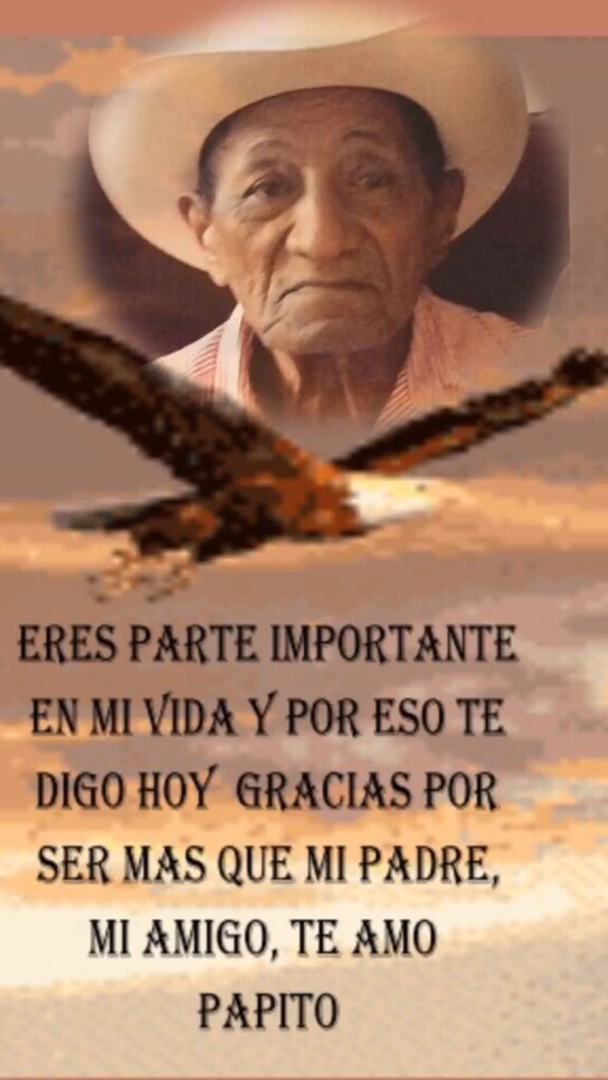 ERES PARTE IMPORTANTE
EN MI VIDA Y POR ESO TE
DIGO HOY GRACIAS POR
SER MAS QUE MI PADRE,
MI AMIGO, TE AMO
PAPITO